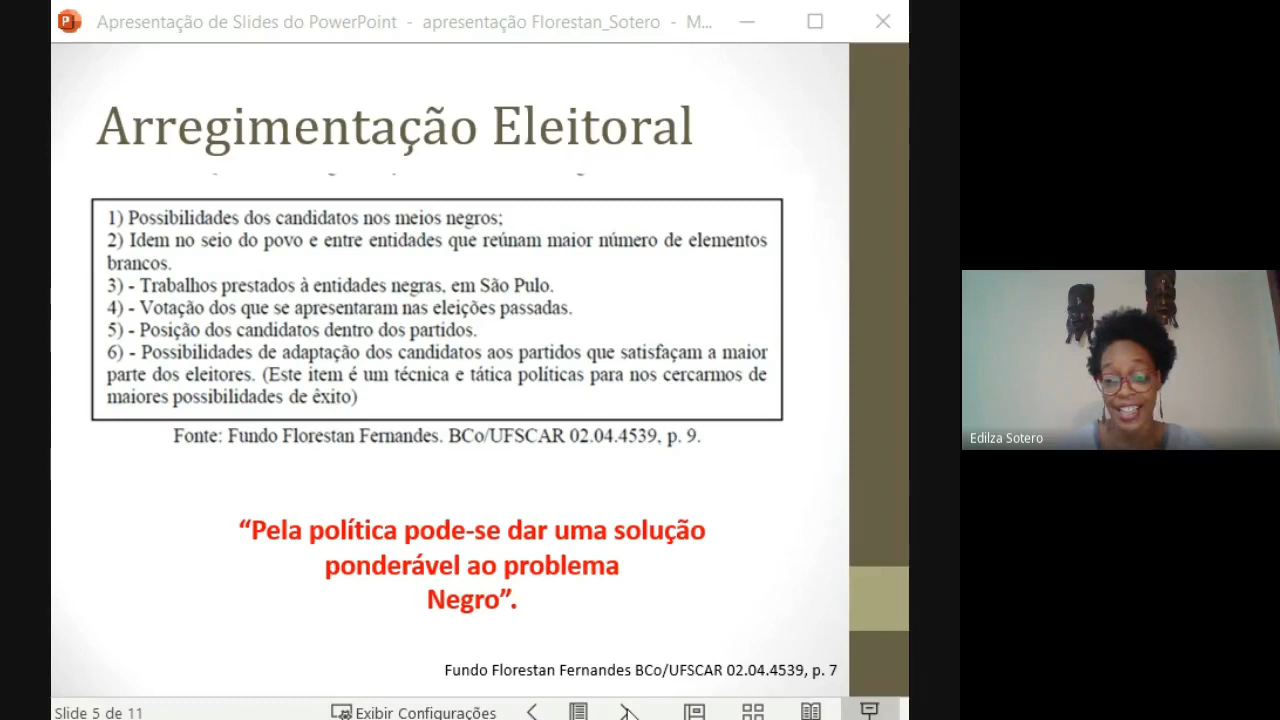 Apresentação de Slides do PowerPoint - apresentação Florestan_Sotero - M...
Arregimentação Eleitoral
1) Possibilidades dos candidatos nos meios negros;
2) Idem no seio do povo e entre entidades que reúnam maior número de elementos
brancos.
3) - Trabalhos prestados à entidades negras, em São Pulo.
4) - Votação dos que se apresentaram nas eleições passadas.
5) - Posição dos candidatos dentro dos partidos.
6) - Possibilidades de adaptação dos candidatos aos partidos que satisfaçam a maior
parte dos eleitores. (Este item é um técnica e tática políticas para nos cercarmos de
maiores possibilidades de êxito)
Fonte: Fundo Florestan Fernandes. BCo/UFSCAR 02.04.4539, p. 9.
“Pela política pode-se dar uma solução
ponderável ao problema
Negro”.
Fundo Florestan Fernandes BCo/UFSCAR 02.04.4539, p. 7
Slide 5 de 11
Exibir Configurações
Edilza Sotero